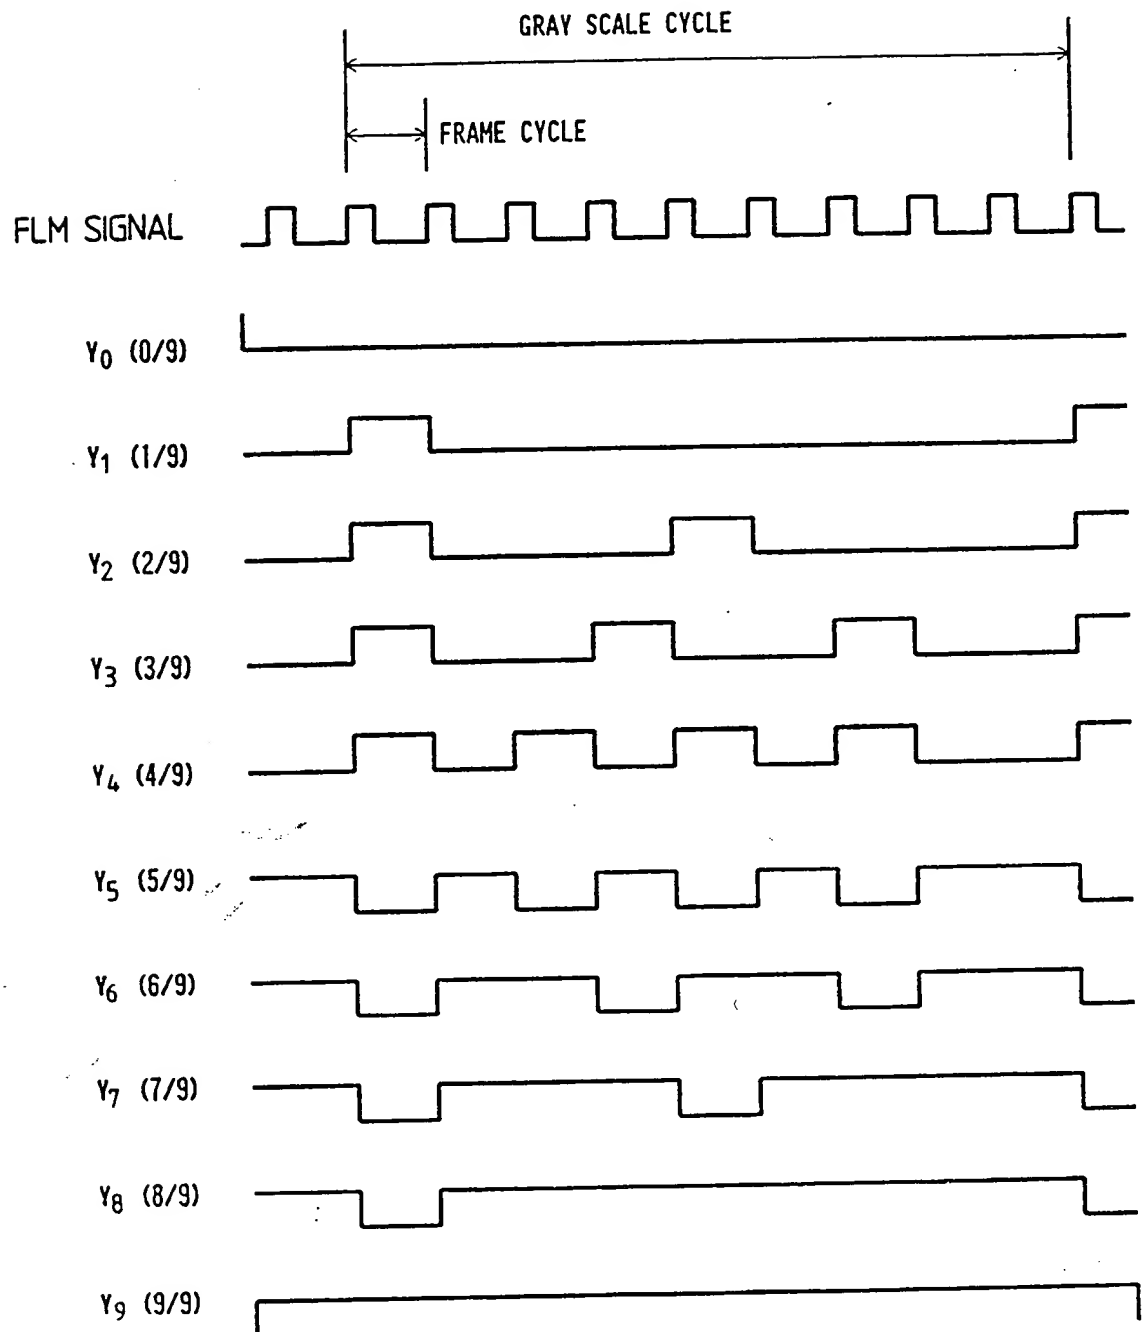 GRAY SCALE CYCLE
FRAME CYCLE
FLM SIGNAL
Y0 (0/9)
Y1 (1/9)
Y2 (2/9)
Y3 (3/9)
Y4 (4/9)
Y5 (5/9)
Y6 (6/9)
Y7 (7/9)
Y8 (8/9)
Y9 (9/9)